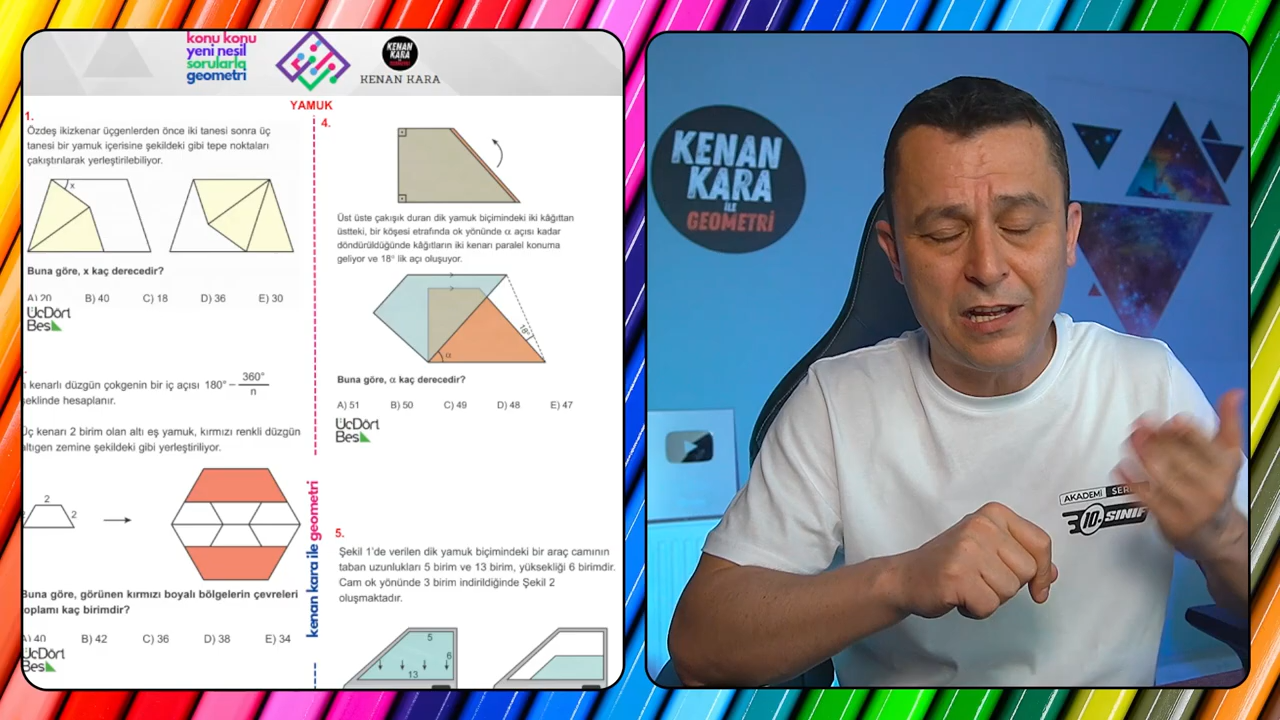 konu konu
yeni nesil
sorularla
geometri
KENAN
KARA
KENAN KARA
YAMUK
1.
Özdeş ikizkenar üçgenlerden önce iki tanesi sonra üç
tanesi bir yamuk içerisine şekildeki gibi tepe noktaları
çakıştırılarak yerleştirilebiliyor.
x
Buna göre, x kaç derecedir?
A) 20 B) 40 C) 18 D) 36 E) 30
ÜçDört
Beş
kenarlı düzgün çokgenin bir iç açısı 180° – 360°
n
şeklinde hesaplanır.
Üç kenarı 2 birim olan altı eş yamuk, kırmızı renkli düzgün
altıgen zemine şekildeki gibi yerleştiriliyor.
2
2
Buna göre, görünen kırmızı boyalı bölgelerin çevreleri
toplamı kaç birimdir?
A) 40 B) 42 C) 36 D) 38 E) 34
ÜçDört
Beş
kenan kara ile geometri
4.
Üst üste çakışık duran dik yamuk biçimindeki iki kâğıttan
üstteki, bir köşesi etrafında ok yönünde α açısı kadar
döndürüldüğünde kâğıtların iki kenarı paralel konuma
geliyor ve 18° lik açı oluşuyor.
18°
α
Buna göre, α kaç derecedir?
A) 51 B) 50 C) 49 D) 48 E) 47
ÜçDört
Beş
5.
Şekil 1'de verilen dik yamuk biçimindeki bir araç camının
taban uzunlukları 5 birim ve 13 birim, yüksekliği 6 birimdir.
Cam ok yönünde 3 birim indirildiğinde Şekil 2
oluşmaktadır.
5
6
13
KENAN
KARA
İLE
GEOMETRİ
AKADEMİ SERİ
10. SINIF